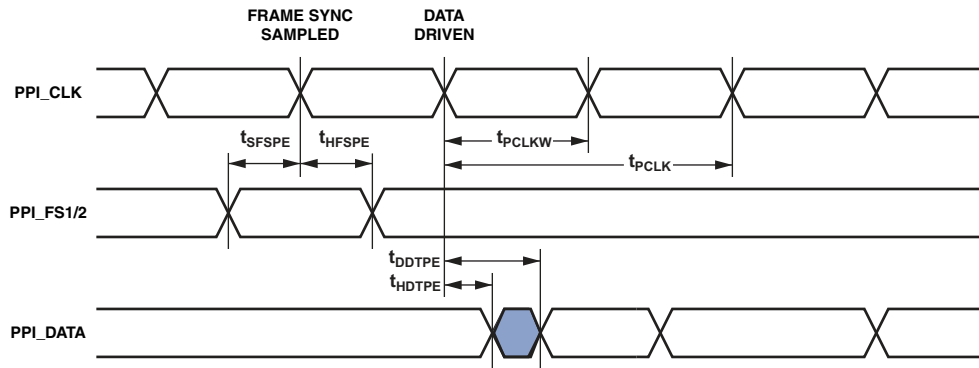 FRAME SYNC
SAMPLED
DATA
DRIVEN
PPI_CLK
tSFSPE
tHFSPE
tPCLKW
tPCLK
PPI_FS1/2
tDDTPE
tHDTPE
PPI_DATA